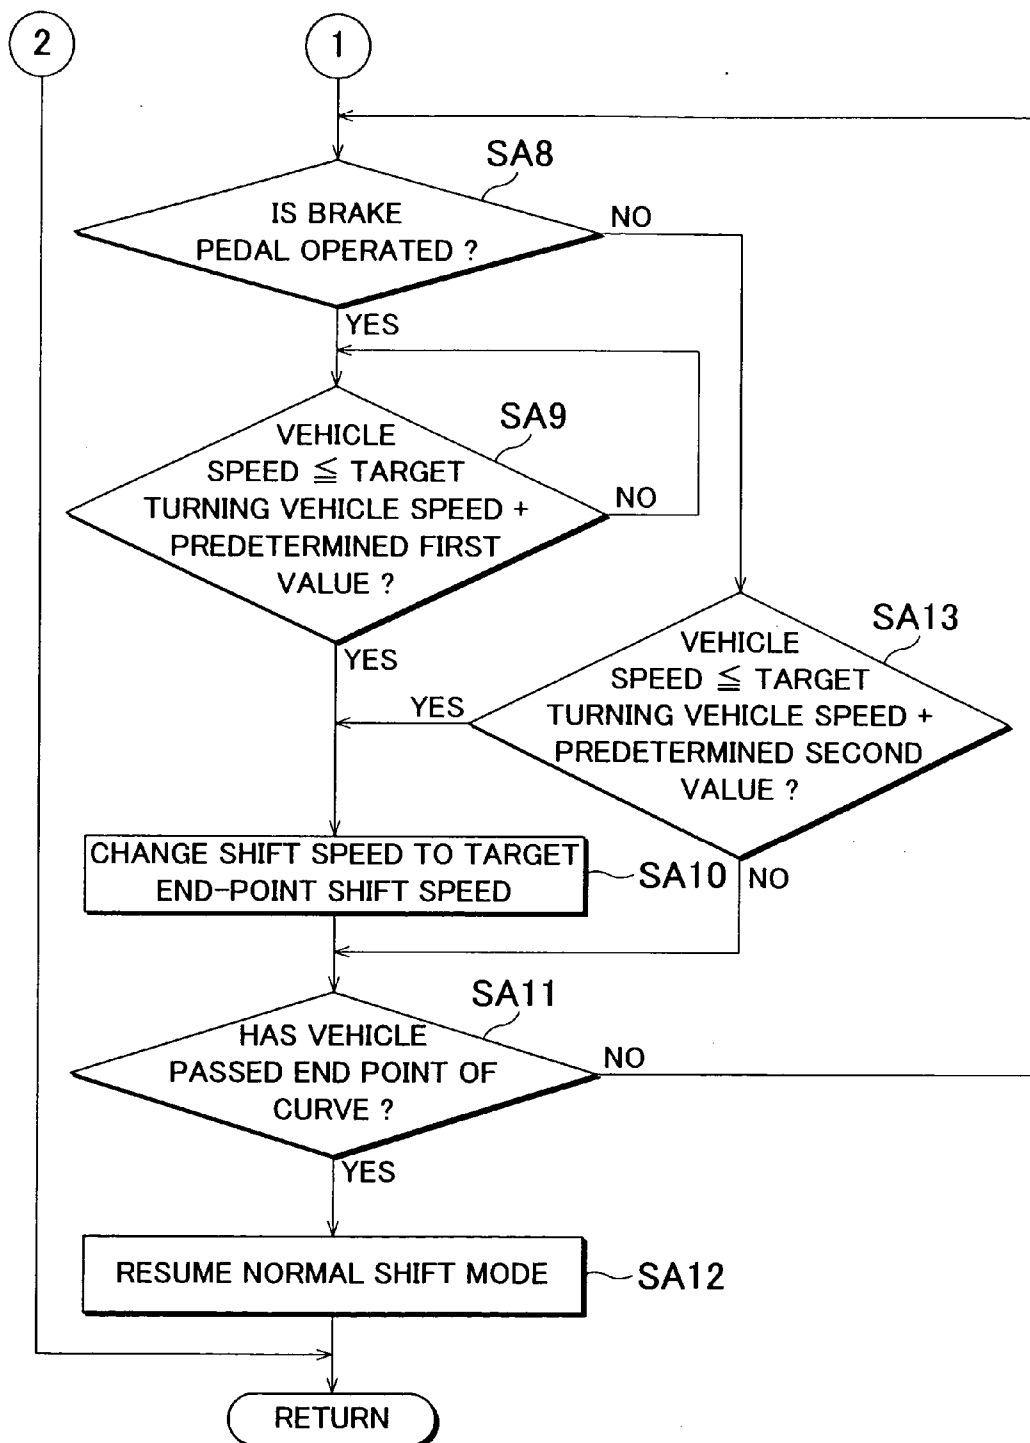 2
1
SA8
IS BRAKE
PEDAL OPERATED ?
NO
YES
SA9
VEHICLE
SPEED ≦ TARGET
TURNING VEHICLE SPEED +
PREDETERMINED FIRST
VALUE ?
NO
YES
SA13
VEHICLE
SPEED ≦ TARGET
TURNING VEHICLE SPEED +
PREDETERMINED SECOND
VALUE ?
YES
NO
CHANGE SHIFT SPEED TO TARGET
END-POINT SHIFT SPEED
SA10
SA11
HAS VEHICLE
PASSED END POINT OF
CURVE ?
NO
YES
RESUME NORMAL SHIFT MODE
SA12
RETURN